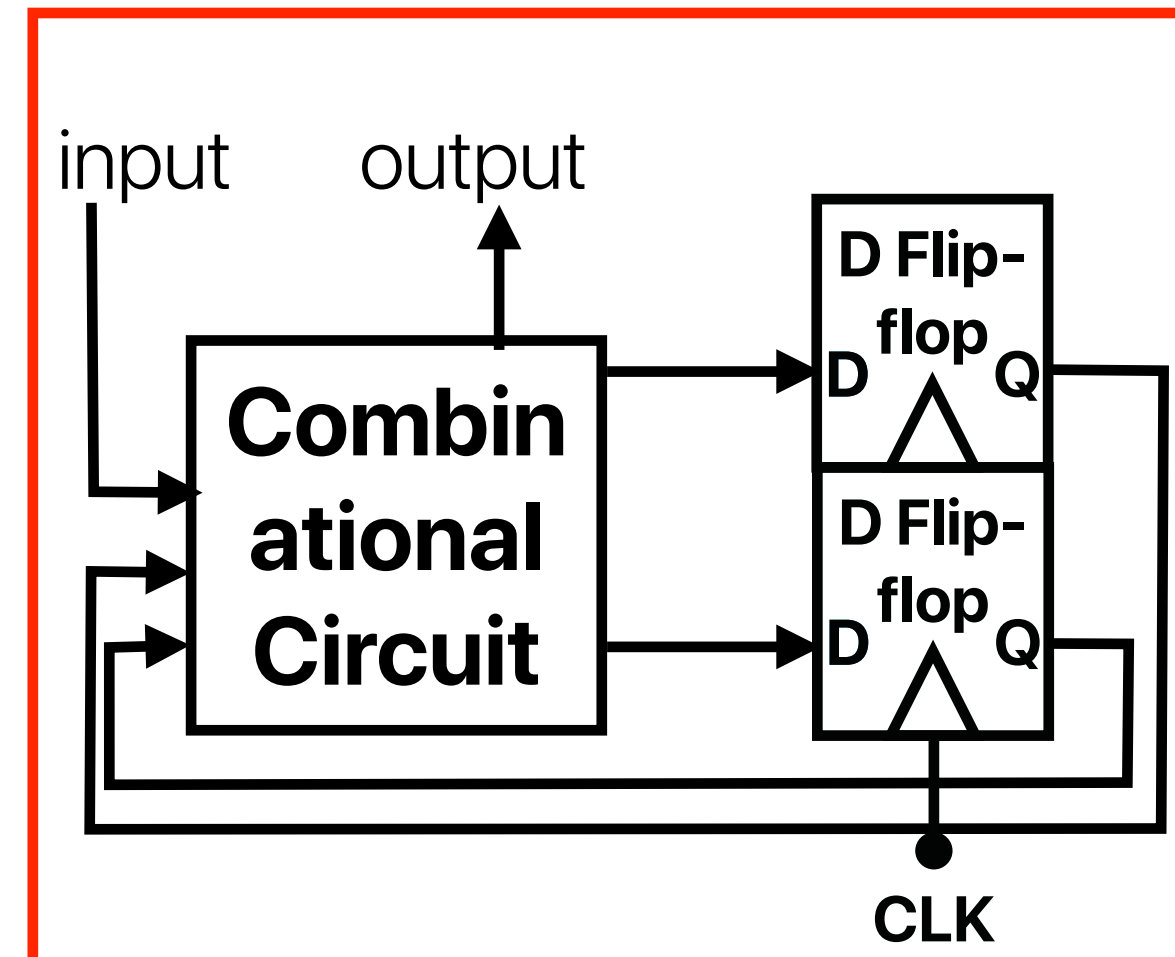 input
output
Combin
ational
Circuit
D Flip-
flop
D
Q
D Flip-
flop
D
Q
CLK